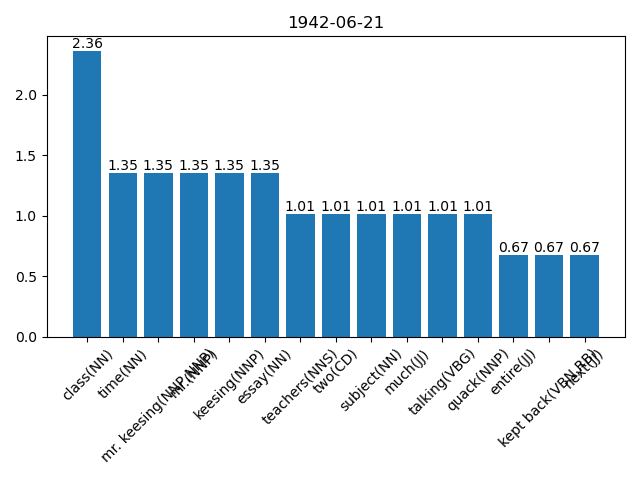 1942-06-21
2.36
1.35 1.35 1.35 1.35 1.35
1.01 1.01 1.01 1.01 1.01 1.01
0.67 0.67 0.67
2.0
1.5
1.0
0.5
0.0
class(NN)
time(NN)
mr. keesing(NNP NNP)
mr.(NNP)
keesing(NNP)
essay(NN)
teachers(NNS)
two(CD)
subject(NN)
much(JJ)
talking(VBG)
quack(NNP)
entire(JJ)
kept back(VBN RB)
next(JJ)